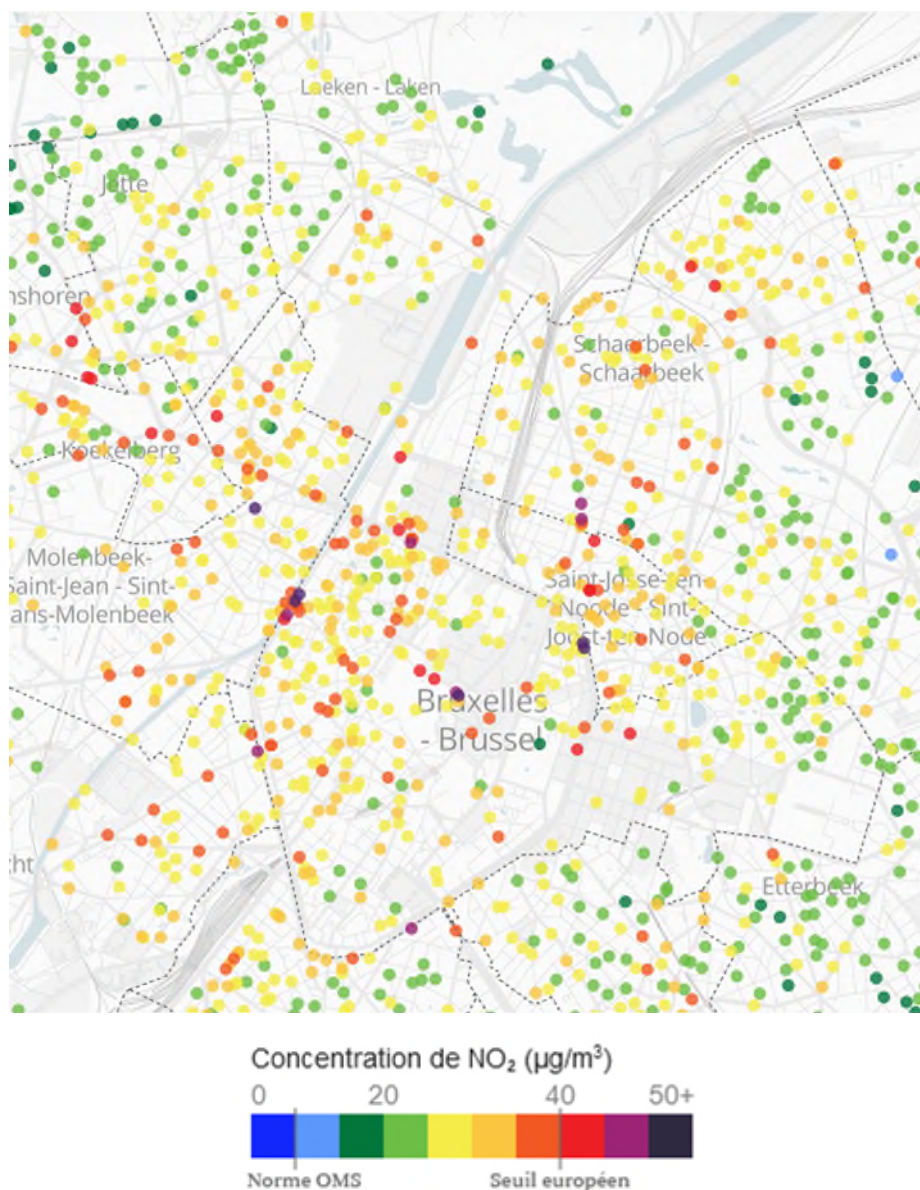 Laeken - Laken
Jette
nshoren
Schaerbeek -
Schaarbeek
Koekelberg
Molenbeek-
Saint-Jean - Sint-
ans-Molenbeek
Saint-Josse-ten-
Noode - Sint-
Joost-ten-Node
Bruxelles
- Brussel
ht
Etterbeek
Concentration de NO₂ (µg/m³)
0 20 40 50+
Norme OMS Seuil européen